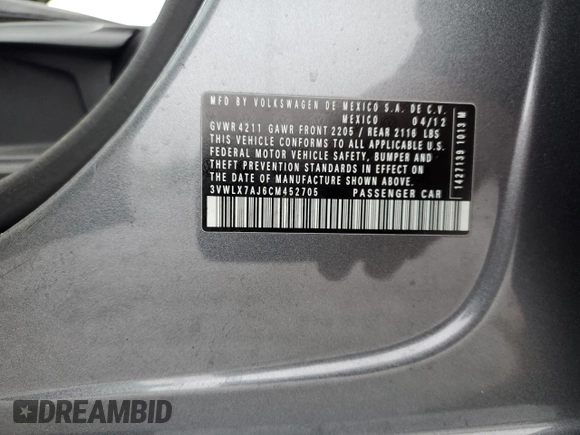 MFD BY VOLKSWAGEN DE MEXICO S.A. DE C.V.
MEXICO 04/12
GVWR 4211 GAWR FRONT 2205 / REAR 2116 LBS
THIS VEHICLE CONFORMS TO ALL APPLICABLE U.S.
FEDERAL MOTOR VEHICLE SAFETY, BUMPER AND
THEFT PREVENTION STANDARDS IN EFFECT ON
THE DATE OF MANUFACTURE SHOWN ABOVE.
3VWLX7AJ6CM452705 PASSENGER CAR
1427139 1013 M
DREAMBID